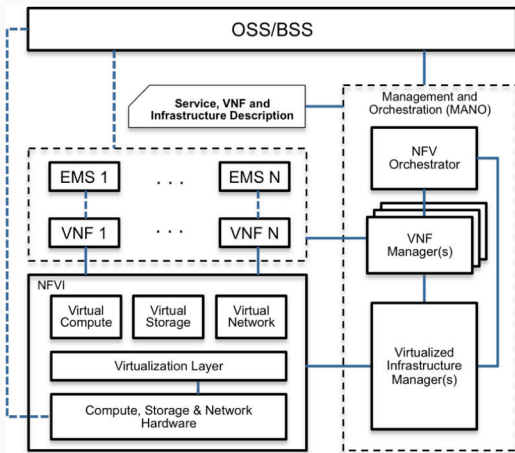 OSS/BSS
Service, VNF and
Infrastructure Description
Management and
Orchestration (MANO)
NFV
Orchestrator
EMS 1
. . .
EMS N
VNF 1
. . .
VNF N
VNF
Manager(s)
NFVI
Virtual
Compute
Virtual
Storage
Virtual
Network
Virtualization Layer
Virtualized
Infrastructure
Manager(s)
Compute, Storage & Network
Hardware